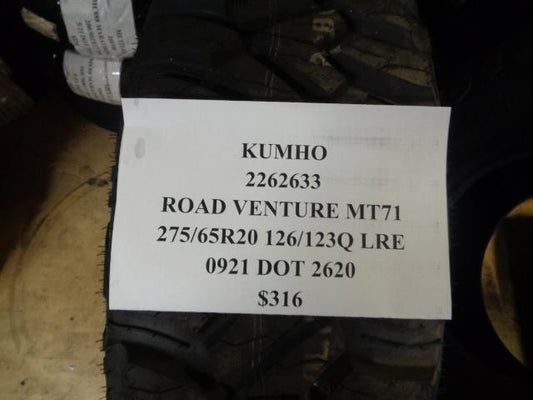 KUMHO
2262633
ROAD VENTURE MT71
275/65R20 126/123Q LRE
0921 DOT 2620
$316